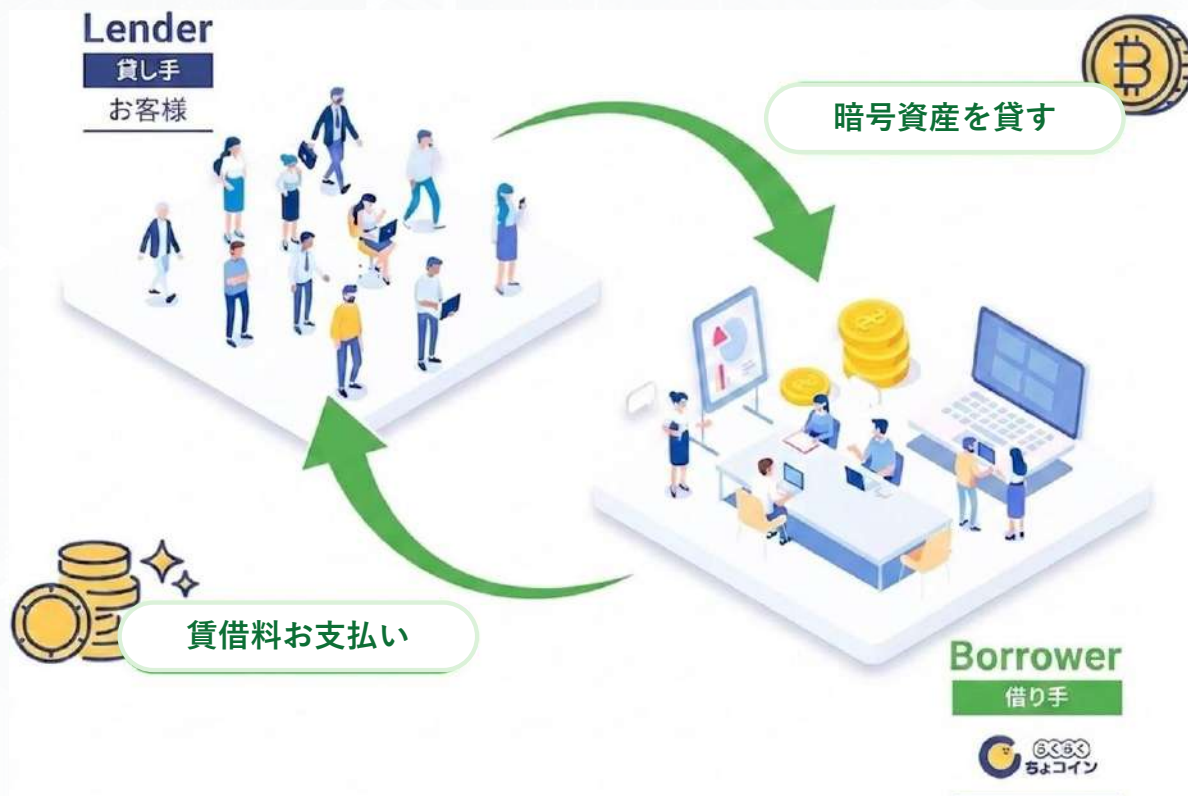 Lender
貸し手
お客様
暗号資産を貸す
賃借料お支払い
Borrower
借り手
らくらく
ちょコイン